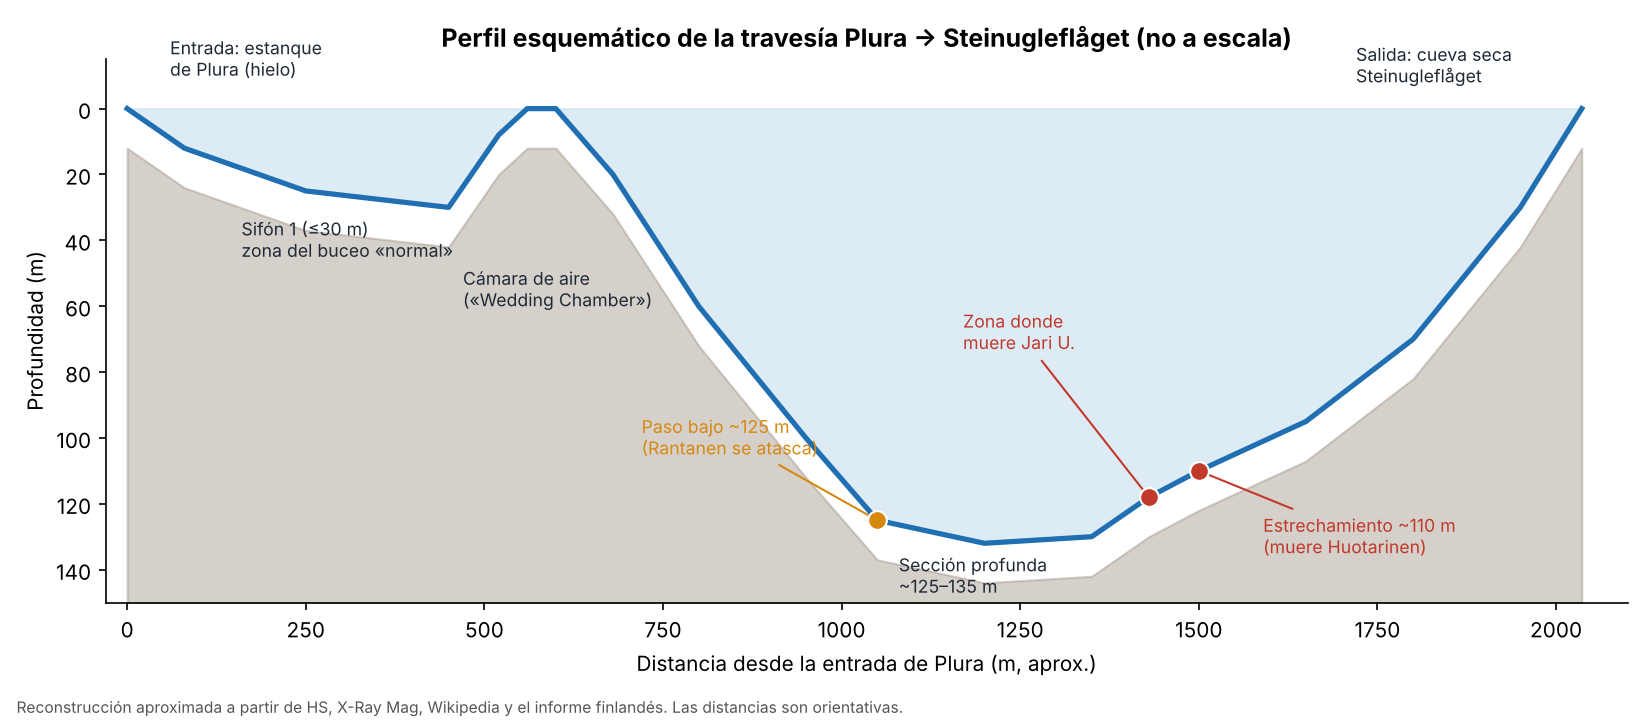 Perfil esquemático de la travesía Plura → Steinugleflåget (no a escala)
Entrada: estanque
de Plura (hielo)
Salida: cueva seca
Steinugleflåget
Profundidad (m)
0
20
40
60
80
100
120
140
Sifón 1 (≤30 m)
zona del buceo «normal»
Cámara de aire
(«Wedding Chamber»)
Zona donde
muere Jari U.
Paso bajo ~125 m
(Rantanen se atasca)
Estrechamiento ~110 m
(muere Huotarinen)
Sección profunda
~125–135 m
0 250 500 750 1000 1250 1500 1750 2000
Distancia desde la entrada de Plura (m, aprox.)
Reconstrucción aproximada a partir de HS, X-Ray Mag, Wikipedia y el informe finlandés. Las distancias son orientativas.